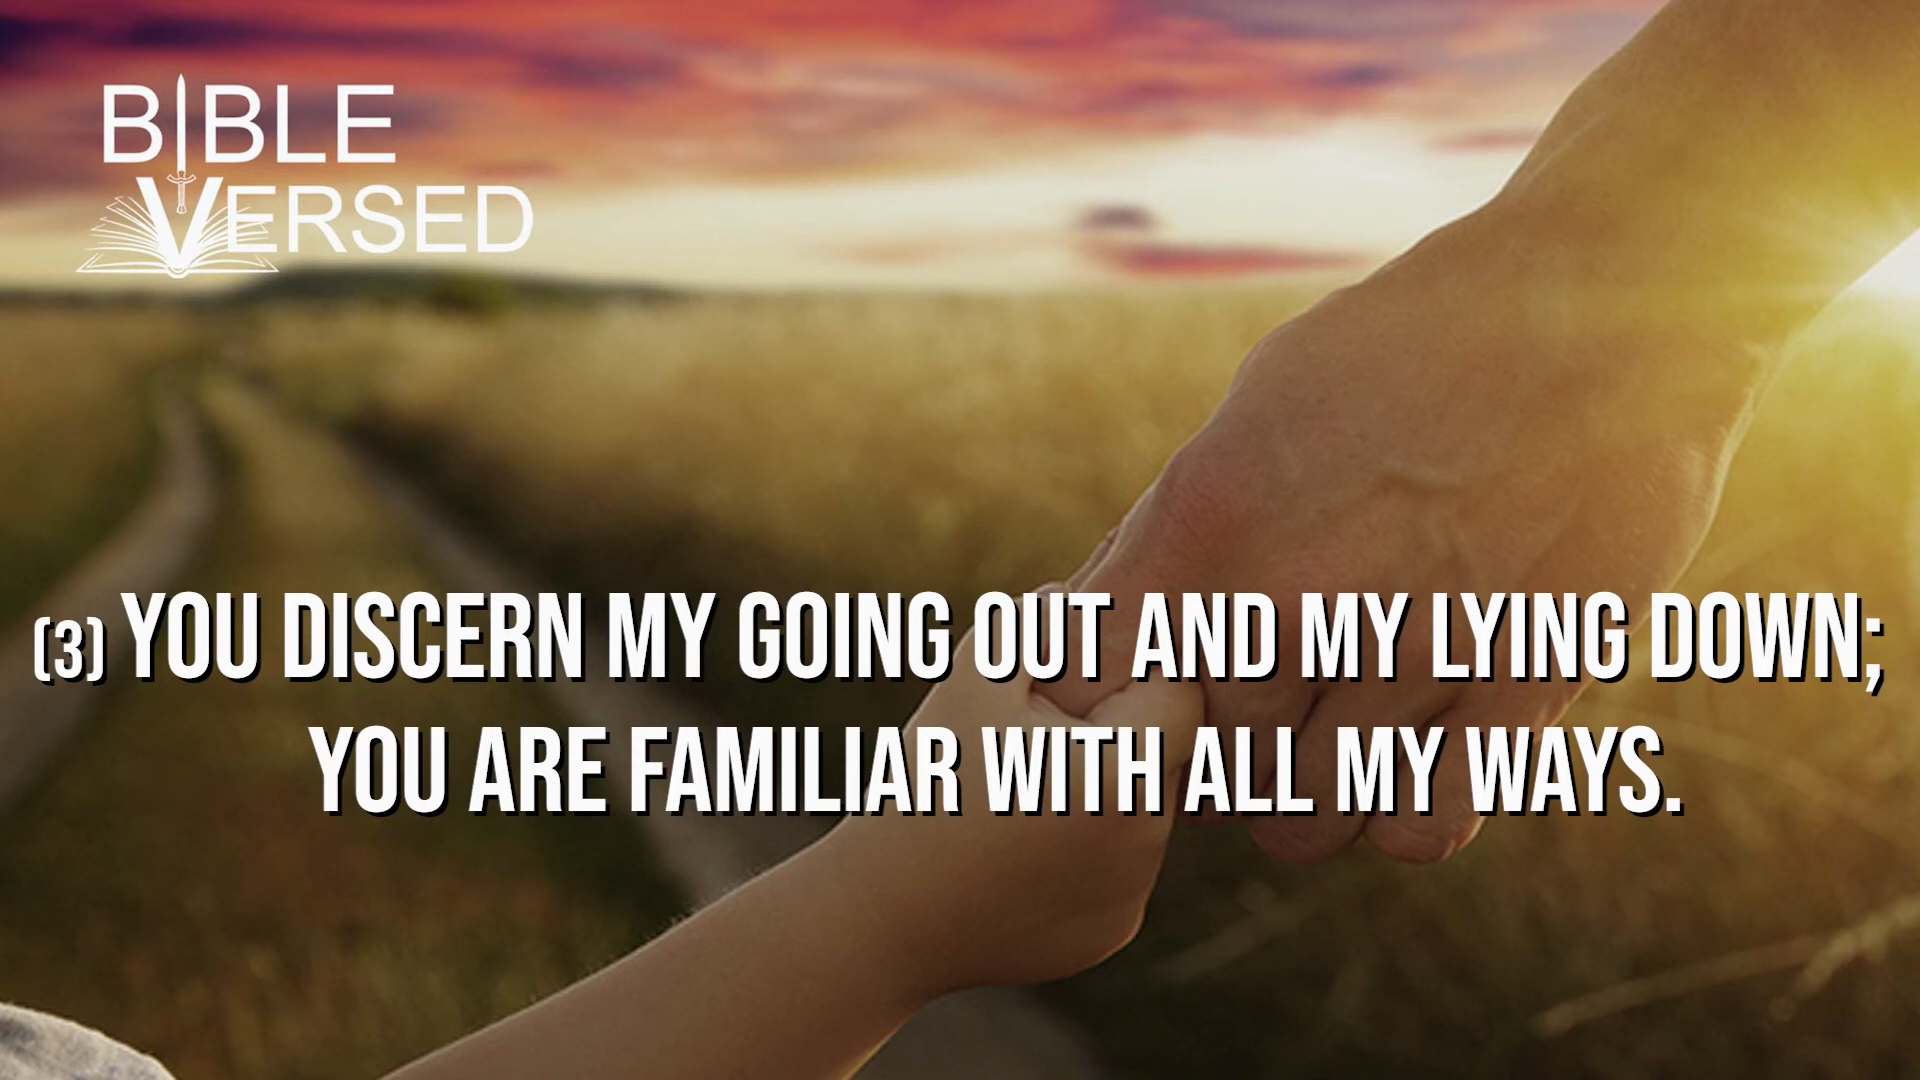 BIBLE
VERSED
(3) YOU DISCERN MY GOING OUT AND MY LYING DOWN;
YOU ARE FAMILIAR WITH ALL MY WAYS.